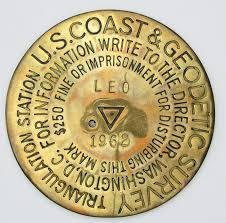 U.S. COAST & GEODETIC SURVEY
TRIANGULATION STATION
FOR INFORMATION WRITE TO THE DIRECTOR, WASHINGTON, D.C.
$250 FINE OR IMPRISONMENT FOR DISTURBING THIS MARK
LEO